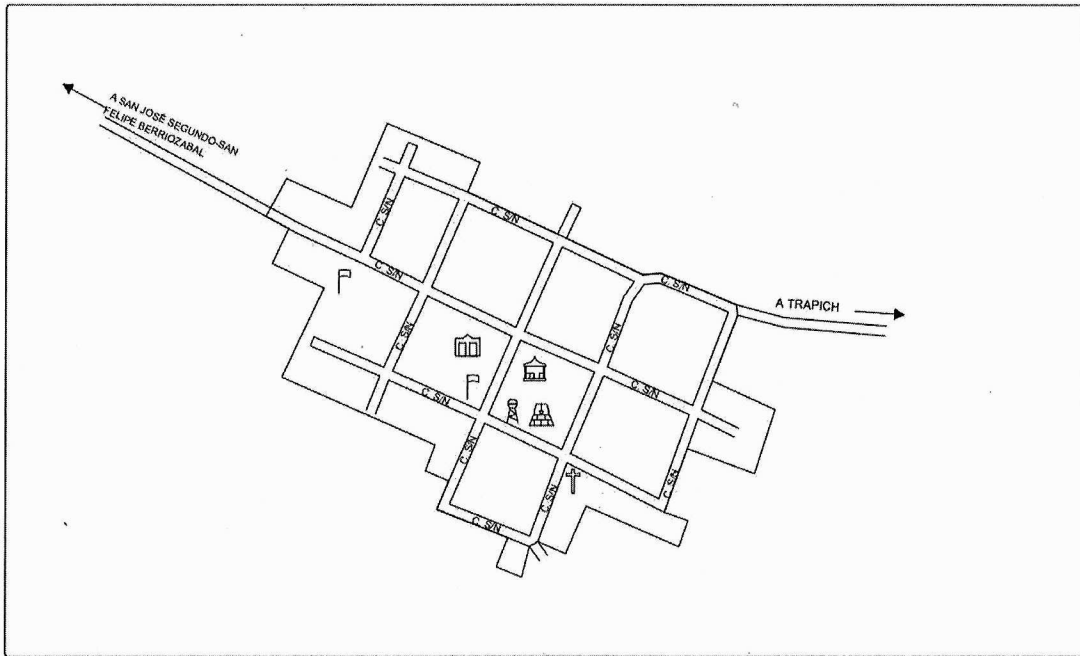 A SAN JOSÉ SEGUNDO-SAN
FELIPE BERRIOZABAL
C. S/N
C. S/N
C. S/N
C. S/N
A TRAPICH
C. S/N
C. S/N
C. S/N
C. S/N
C. S/N
C. S/N
C. S/N
C. S/N